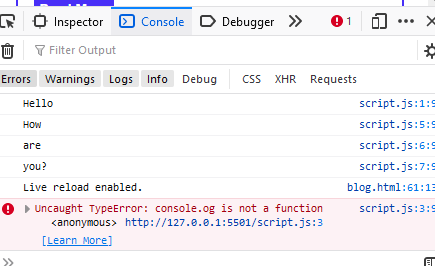 Inspector Console Debugger 1
Filter Output
Errors Warnings Logs Info Debug CSS XHR Requests
Hello script.js:1:9
How script.js:5:9
are script.js:6:9
you? script.js:7:9
Live reload enabled. blog.html:61:13
Uncaught TypeError: console.og is not a function script.js:3:9
<anonymous> http://127.0.0.1:5501/script.js:3
[Learn More]